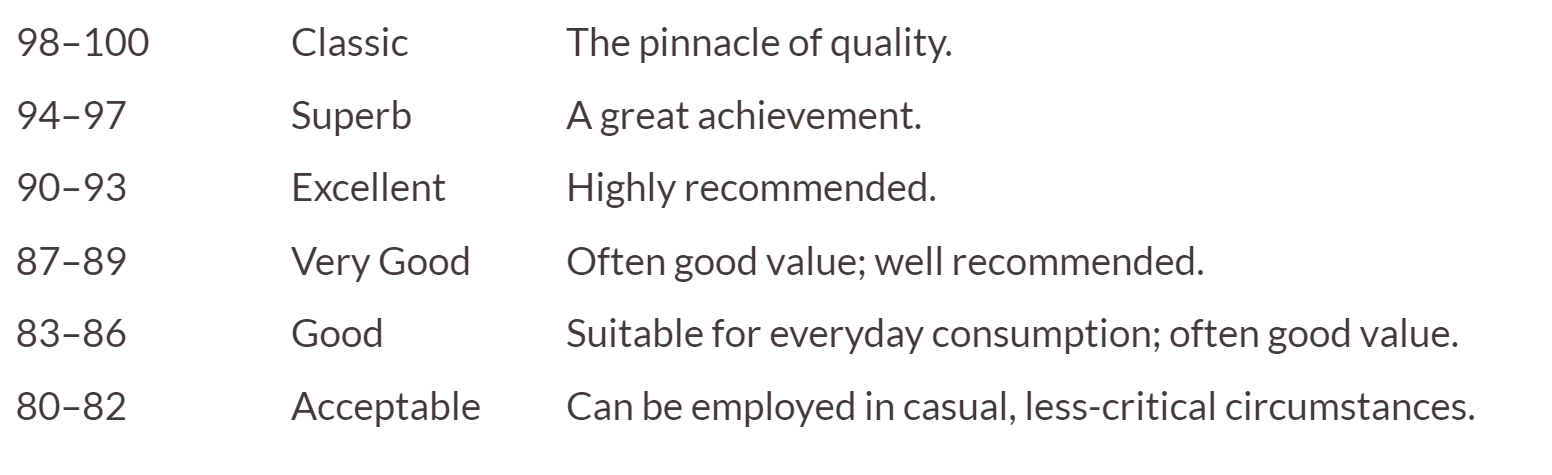 98–100 Classic The pinnacle of quality.
94–97 Superb A great achievement.
90–93 Excellent Highly recommended.
87–89 Very Good Often good value; well recommended.
83–86 Good Suitable for everyday consumption; often good value.
80–82 Acceptable Can be employed in casual, less-critical circumstances.